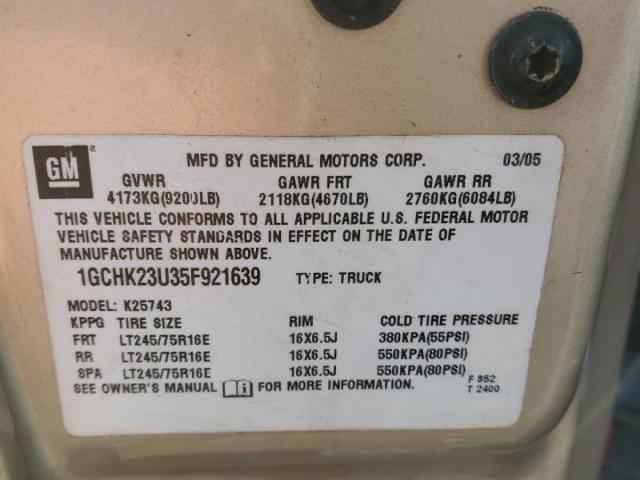 GM ® MFD BY GENERAL MOTORS CORP. 03/05
GVWR GAWR FRT GAWR RR
4173KG(9200LB) 2118KG(4670LB) 2760KG(6084LB)
THIS VEHICLE CONFORMS TO ALL APPLICABLE U.S. FEDERAL MOTOR
VEHICLE SAFETY STANDARDS IN EFFECT ON THE DATE OF
MANUFACTURE SHOWN ABOVE.
1GCHK23U35F921639 TYPE: TRUCK
MODEL: K25743
KPPG TIRE SIZE RIM COLD TIRE PRESSURE
FRT LT245/75R16E 16X6.5J 380KPA(55PSI)
RR LT245/75R16E 16X6.5J 550KPA(80PSI)
SPA LT245/75R16E 16X6.5J 550KPA(80PSI)
SEE OWNER'S MANUAL FOR MORE INFORMATION. F 852
T 2400